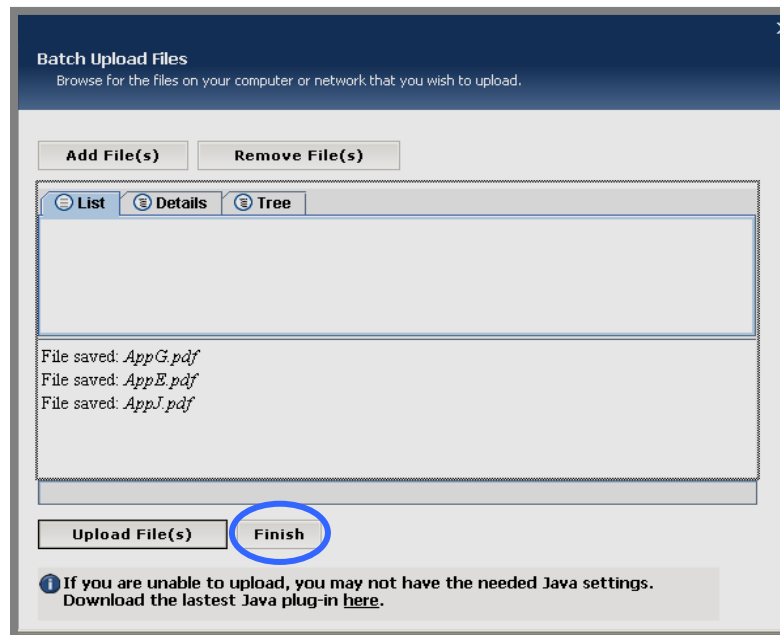 Batch Upload Files
Browse for the files on your computer or network that you wish to upload.
Add File(s) Remove File(s)
List Details Tree
File saved: AppG.pdf
File saved: AppE.pdf
File saved: AppJ.pdf
Upload File(s) Finish
If you are unable to upload, you may not have the needed Java settings.
Download the lastest Java plug-in here.